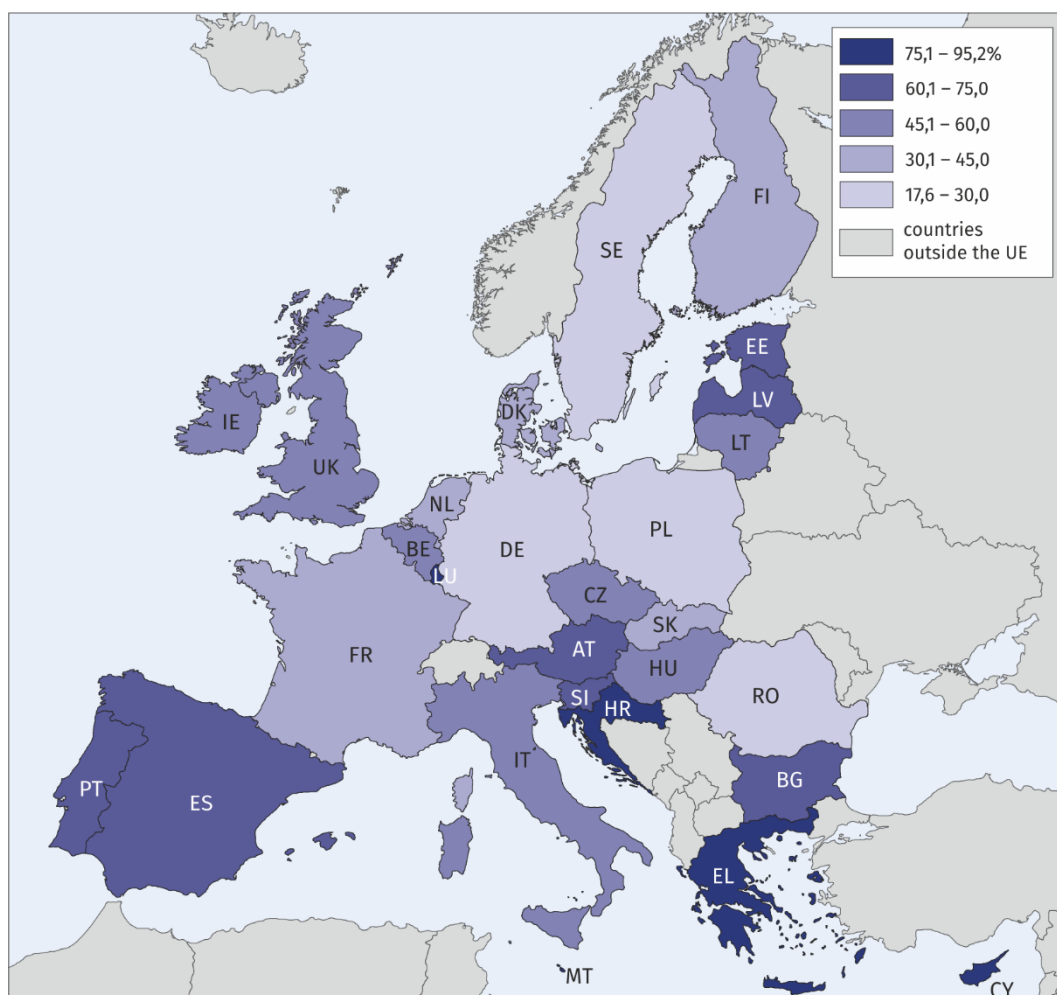 75,1 – 95,2%
60,1 – 75,0
45,1 – 60,0
30,1 – 45,0
17,6 – 30,0
countries
outside the UE
FI
SE
EE
LV
DK
LT
IE
UK
NL
PL
BE
DE
LU
CZ
SK
FR
AT
HU
SI
HR
RO
IT
PT
ES
BG
EL
MT
CY